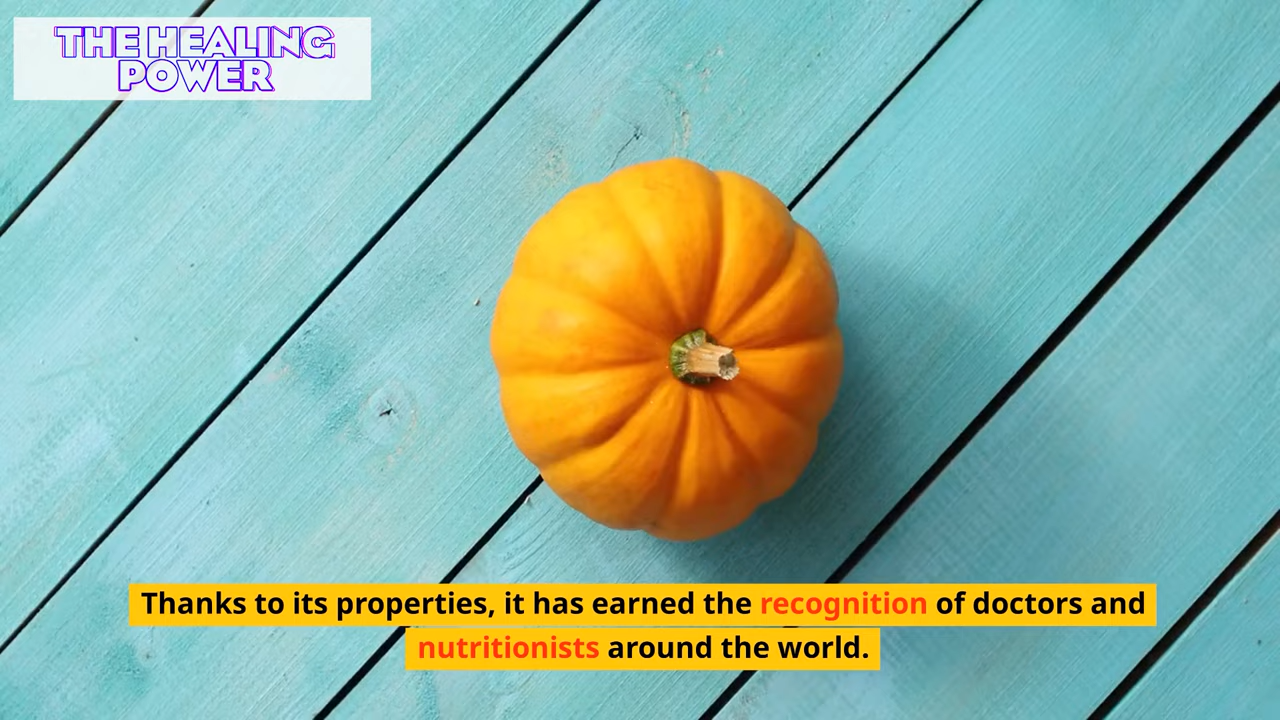 THE HEALING
POWER
Thanks to its properties, it has earned the recognition of doctors and
nutritionists around the world.